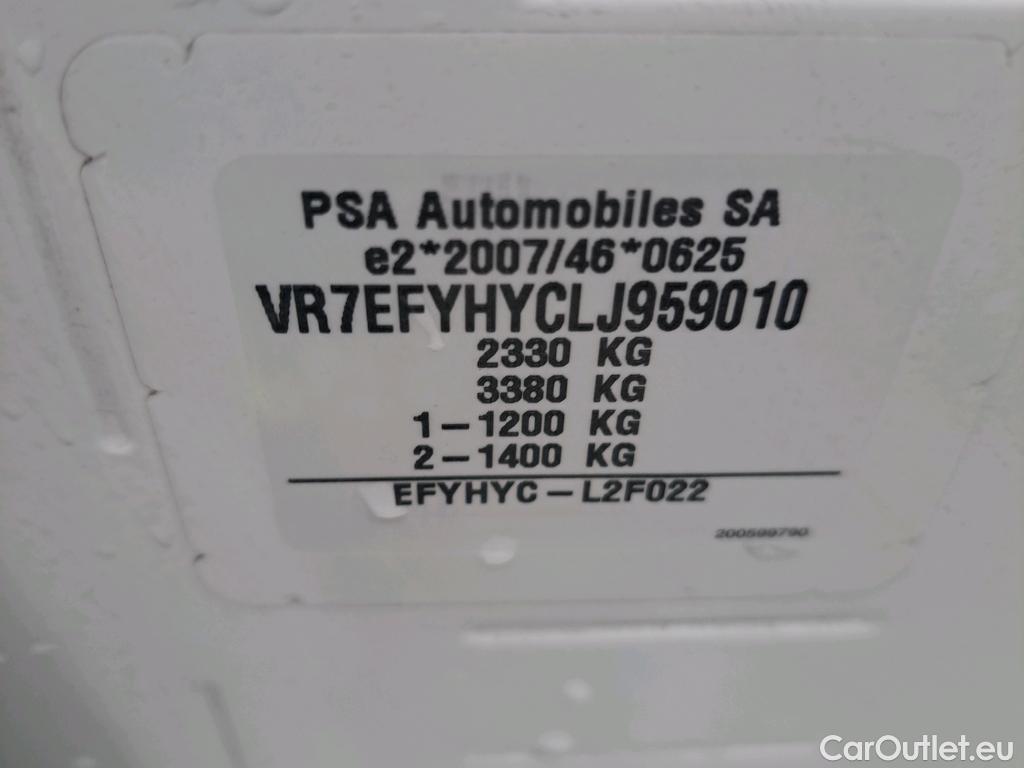 PSA Automobiles SA
e2*2007/46*0625
VR7EFYHYCLJ959010
2330 KG
3380 KG
1-1200 KG
2-1400 KG
EFYHYC-L2F022
200599790
CarOutlet.eu